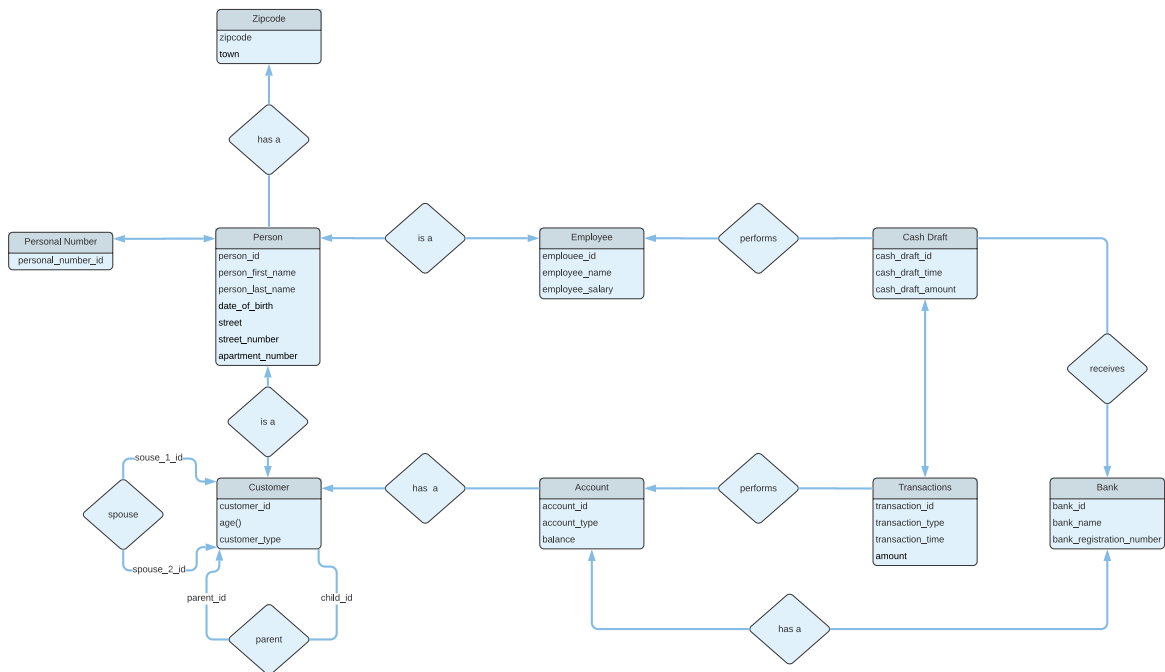 Zipcode
zipcode
town
has a
Personal Number
personal_number_id
Person
person_id
person_first_name
person_last_name
date_of_birth
street
street_number
apartment_number
is a
Employee
emplouee_id
employee_name
employee_salary
performs
Cash Draft
cash_draft_id
cash_draft_time
cash_draft_amount
receives
is a
souse_1_id
spouse
spouse_2_id
Customer
customer_id
age()
customer_type
parent_id
child_id
parent
has a
Account
account_id
account_type
balance
performs
Transactions
transaction_id
transaction_type
transaction_time
amount
Bank
bank_id
bank_name
bank_registration_number
has a